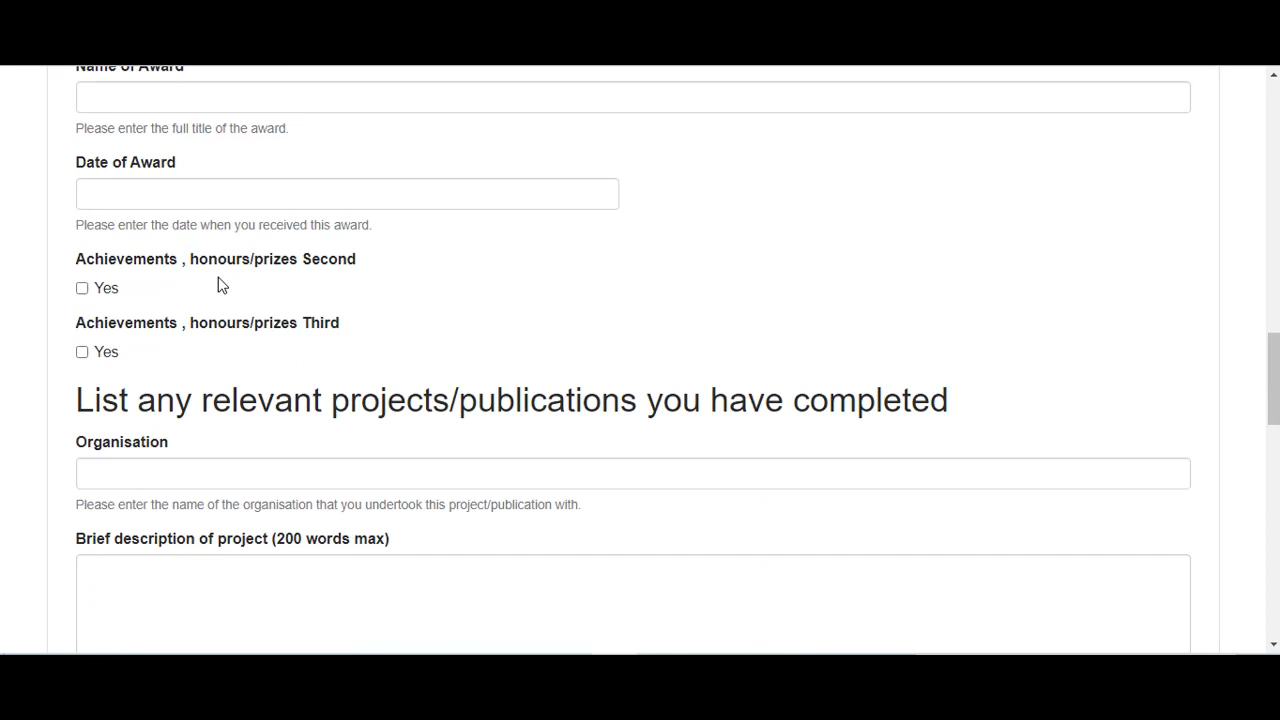 Name of Award
Please enter the full title of the award.
Date of Award
Please enter the date when you received this award.
Achievements , honours/prizes Second
Yes
Achievements , honours/prizes Third
Yes
List any relevant projects/publications you have completed
Organisation
Please enter the name of the organisation that you undertook this project/publication with.
Brief description of project (200 words max)